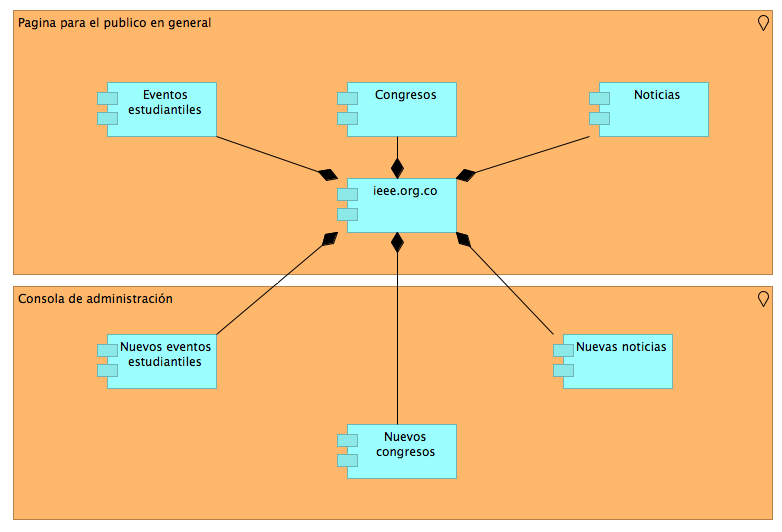 Pagina para el publico en general
Eventos
estudiantiles
Congresos
Noticias
ieee.org.co
Consola de administración
Nuevos eventos
estudiantiles
Nuevas noticias
Nuevos
congresos